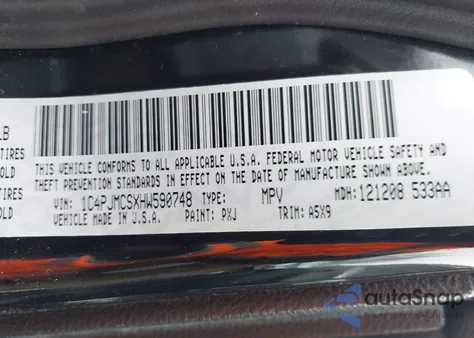 LB
TIRES
OLD
TIRES
OLD
THIS VEHICLE CONFORMS TO ALL APPLICABLE U.S.A. FEDERAL MOTOR VEHICLE SAFETY AND
THEFT PREVENTION STANDARDS IN EFFECT ON THE DATE OF MANUFACTURE SHOWN ABOVE.
VIN: 1C4PJMCSXHW590748 TYPE: MPV MDH: 121208 533AA
VEHICLE MADE IN U.S.A. PAINT: PXJ TRIM: A5X9
autoSnap